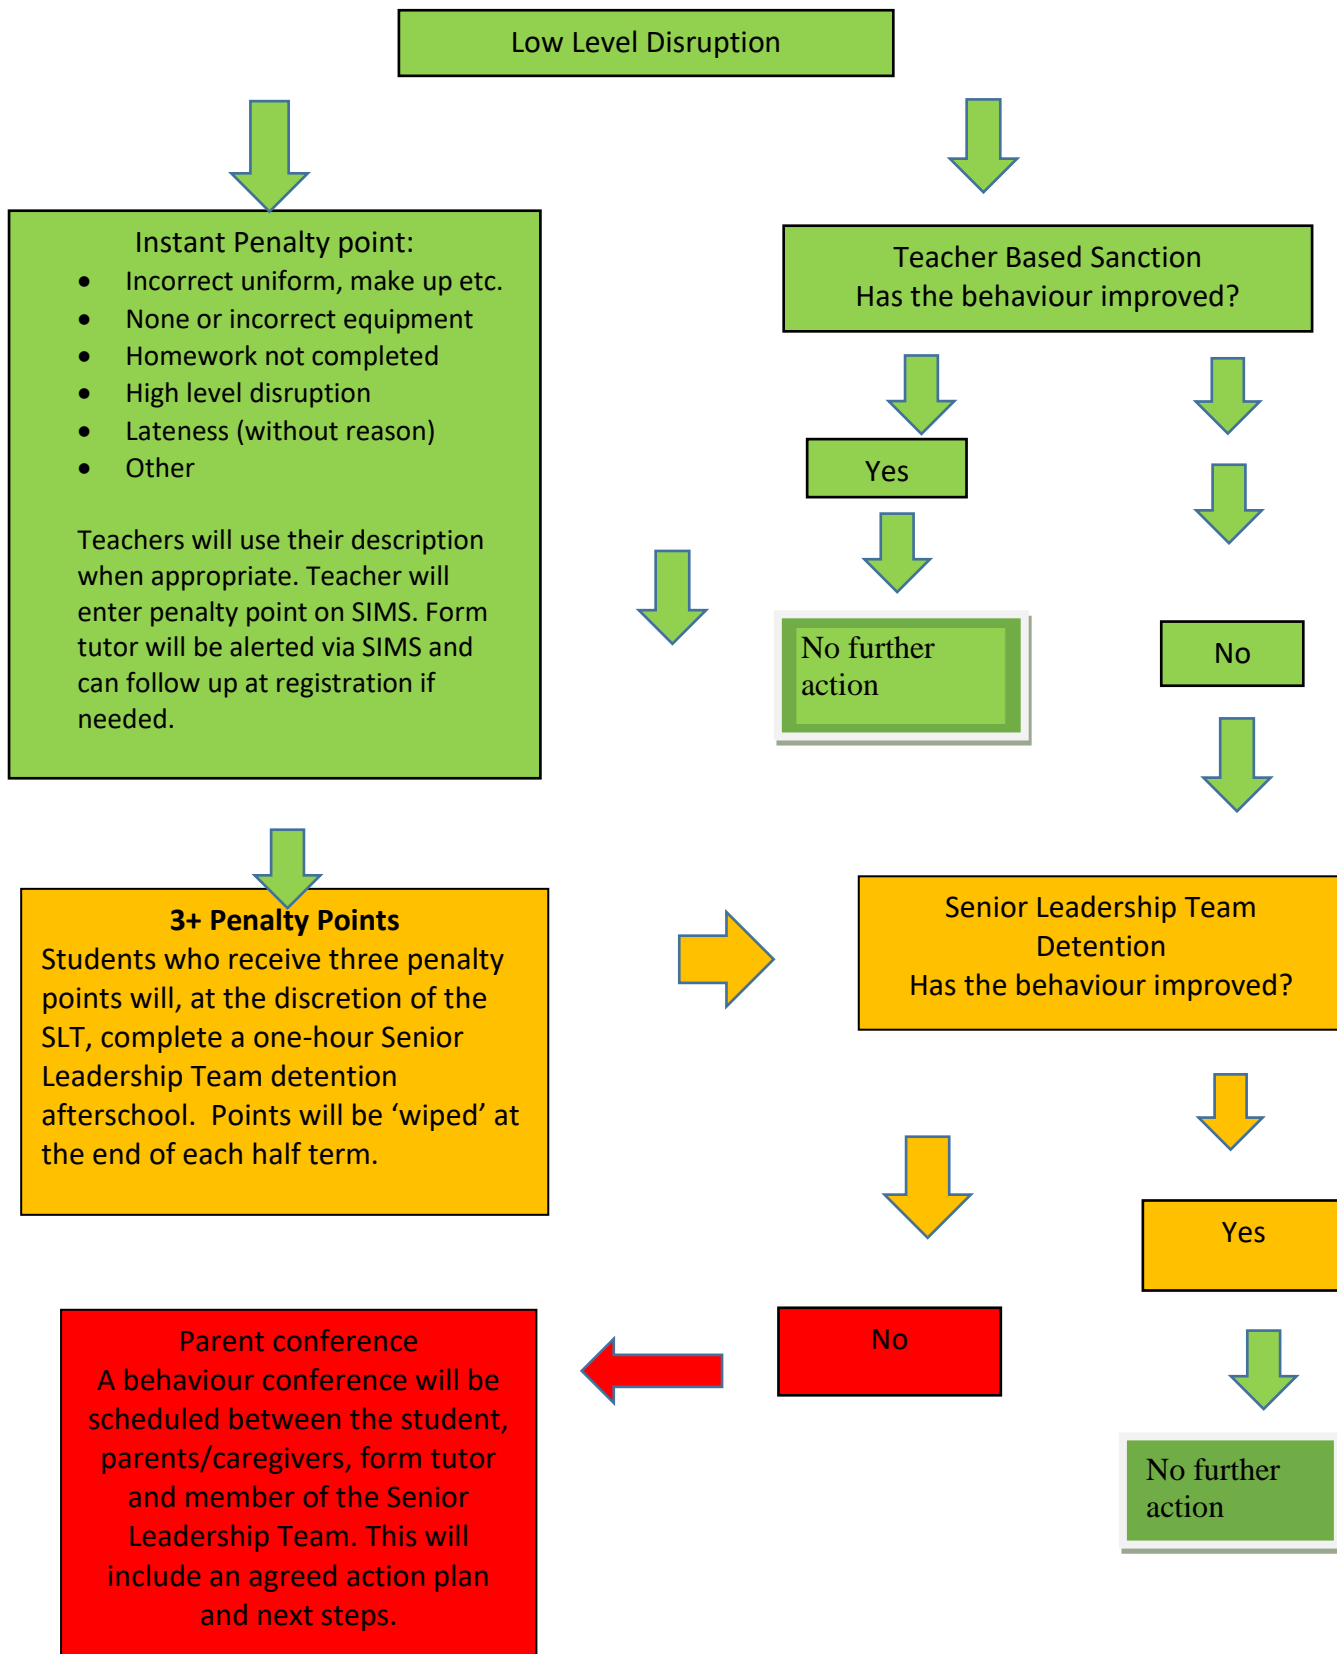 Low Level Disruption
Instant Penalty point:
• Incorrect uniform, make up etc.
• None or incorrect equipment
• Homework not completed
• High level disruption
• Lateness (without reason)
• Other
Teachers will use their description
when appropriate. Teacher will
enter penalty point on SIMS. Form
tutor will be alerted via SIMS and
can follow up at registration if
needed.
Teacher Based Sanction
Has the behaviour improved?
Yes
No further
action
No
3+ Penalty Points
Students who receive three penalty
points will, at the discretion of the
SLT, complete a one-hour Senior
Leadership Team detention
afterschool.  Points will be ‘wiped’ at
the end of each half term.
Senior Leadership Team
Detention
Has the behaviour improved?
Yes
No
No further
action
Parent conference
A behaviour conference will be
scheduled between the student,
parents/caregivers, form tutor
and member of the Senior
Leadership Team. This will
include an agreed action plan
and next steps.